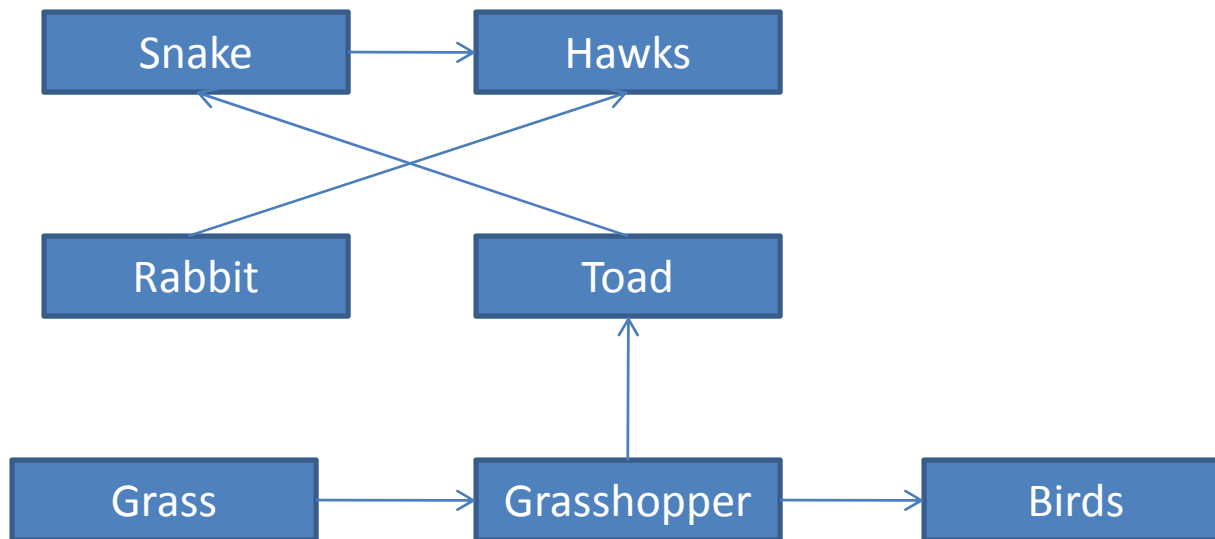 Snake
Hawks
Rabbit
Toad
Grass
Grasshopper
Birds